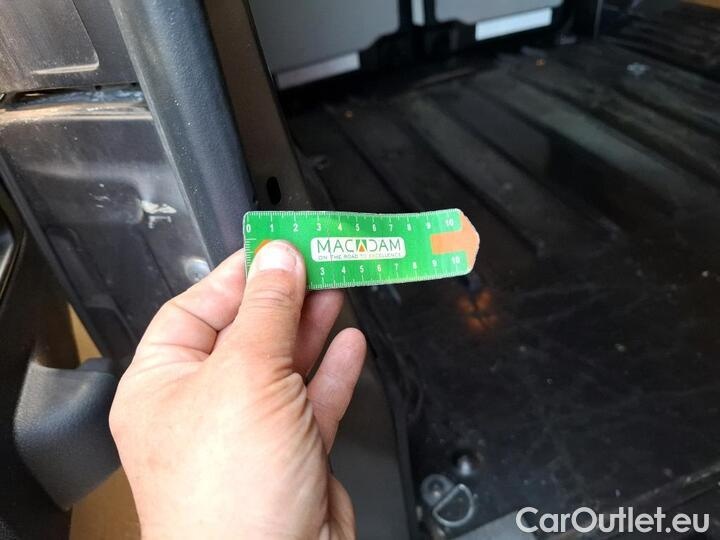 0 1 2 3 4 5 6 7 8 9 10
MACADAM
ON THE ROAD TO EXCELLENCE
3 4 5 6 7 8 9 10
CarOutlet.eu